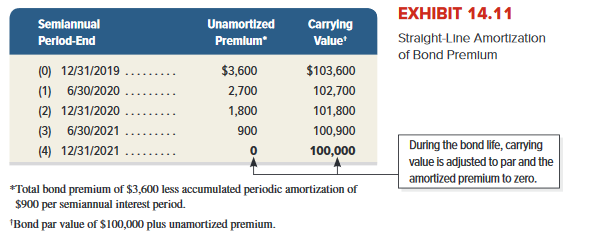 EXHIBIT 14.11
Straight-Line Amortization
of Bond Premium
Semiannual Unamortized Carrying
Period-End Premium* Value†
(0) 12/31/2019 ......... $3,600 $103,600
(1) 6/30/2020 ......... 2,700 102,700
(2) 12/31/2020 ......... 1,800 101,800
(3) 6/30/2021 ......... 900 100,900
(4) 12/31/2021 ......... 0 100,000
During the bond life, carrying
value is adjusted to par and the
amortized premium to zero.
*Total bond premium of $3,600 less accumulated periodic amortization of
$900 per semiannual interest period.
†Bond par value of $100,000 plus unamortized premium.